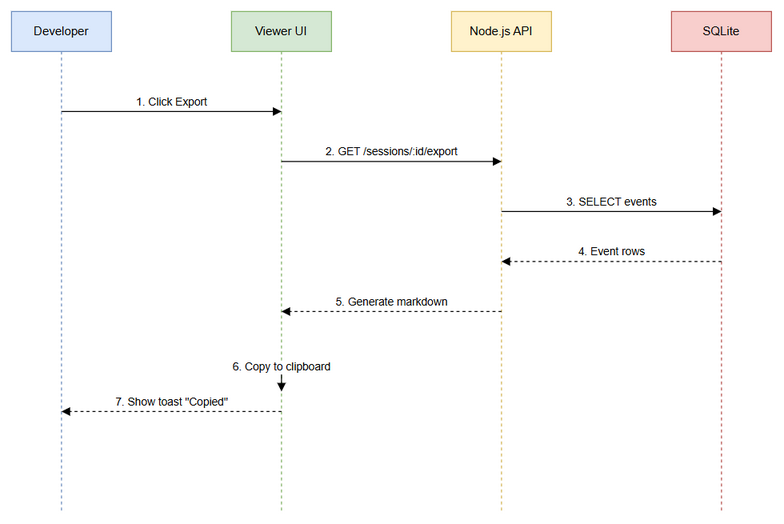 Developer
Viewer UI
Node.js API
SQLite
1. Click Export
2. GET /sessions/:id/export
3. SELECT events
4. Event rows
5. Generate markdown
6. Copy to clipboard
7. Show toast "Copied"